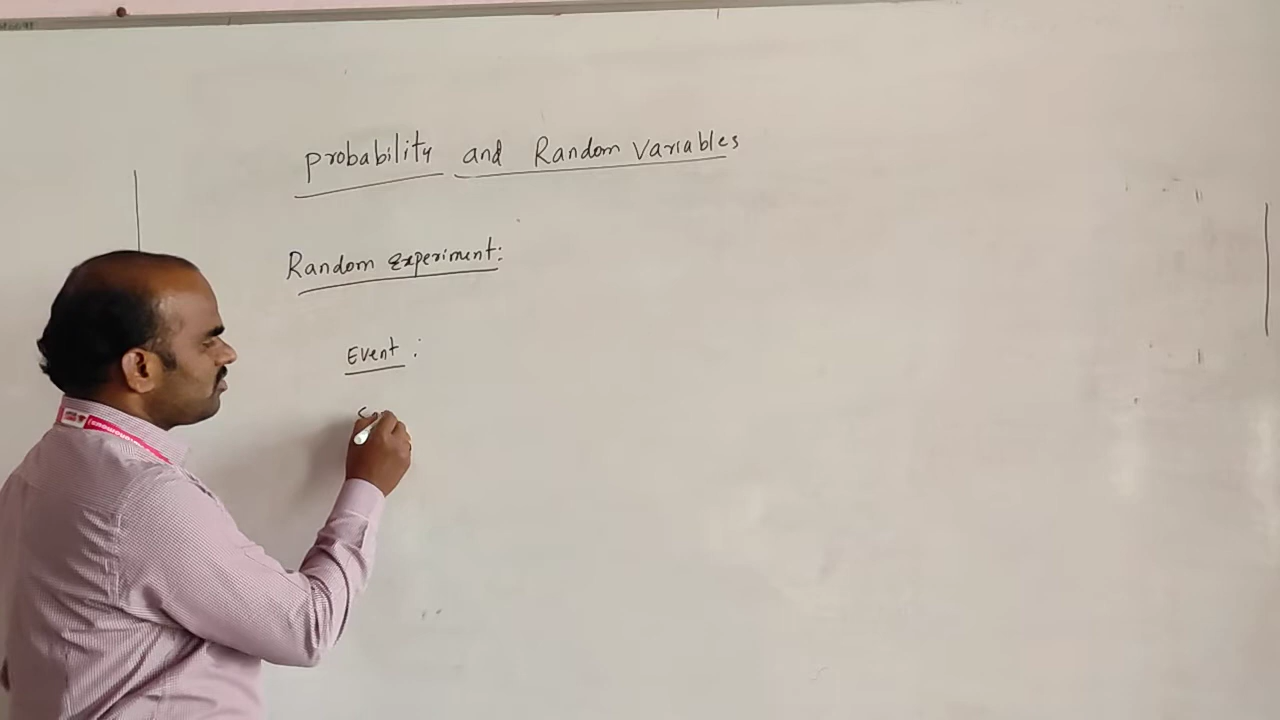 Probability and Random Variables
Random Experiment:
Event :